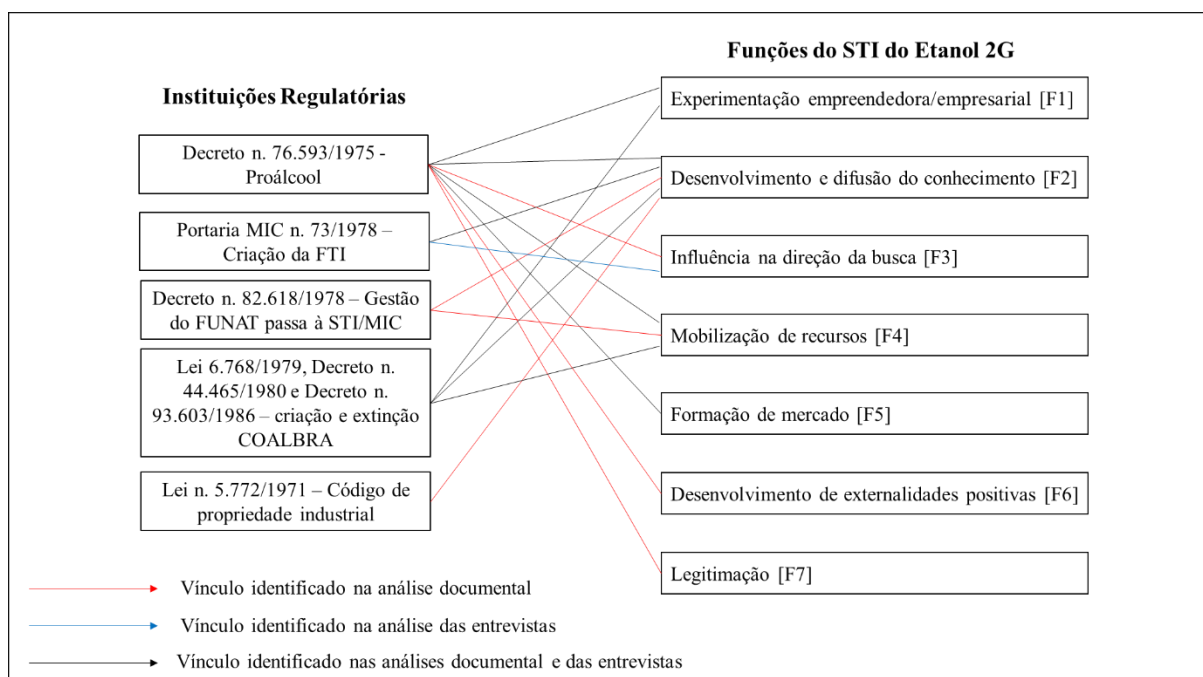 Funções do STI do Etanol 2G
Instituições Regulatórias
Experimentação empreendedora/empresarial [F1]
Decreto n. 76.593/1975 -
Proálcool
Desenvolvimento e difusão do conhecimento [F2]
Portaria MIC n. 73/1978 –
Criação da FTI
Influência na direção da busca [F3]
Decreto n. 82.618/1978 – Gestão
do FUNAT passa à STI/MIC
Mobilização de recursos [F4]
Lei 6.768/1979, Decreto n.
44.465/1980 e Decreto n.
93.603/1986 – criação e extinção
COALBRA
Formação de mercado [F5]
Lei n. 5.772/1971 – Código de
propriedade industrial
Desenvolvimento de externalidades positivas [F6]
Legitimação [F7]
Vínculo identificado na análise documental
Vínculo identificado na análise das entrevistas
Vínculo identificado nas análises documental e das entrevistas